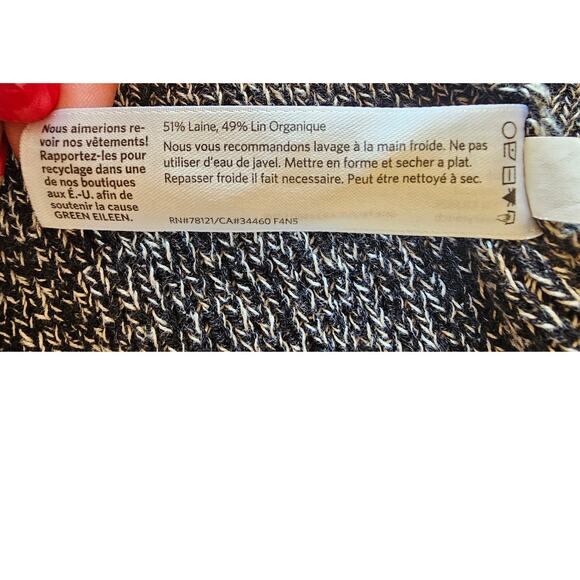 Nous aimerions re-
voir nos vêtements!
Rapportez-les pour
recyclage dans une
de nos boutiques
aux É.-U. afin de
soutenir la cause
GREEN EILEEN.
51% Laine, 49% Lin Organique
Nous vous recommandons lavage à la main froide. Ne pas
utiliser d'eau de javel. Mettre en forme et secher a plat.
Repasser froide il fait necessaire. Peut étre nettoyé à sec.
RN#78121/CA#34460 F4N5